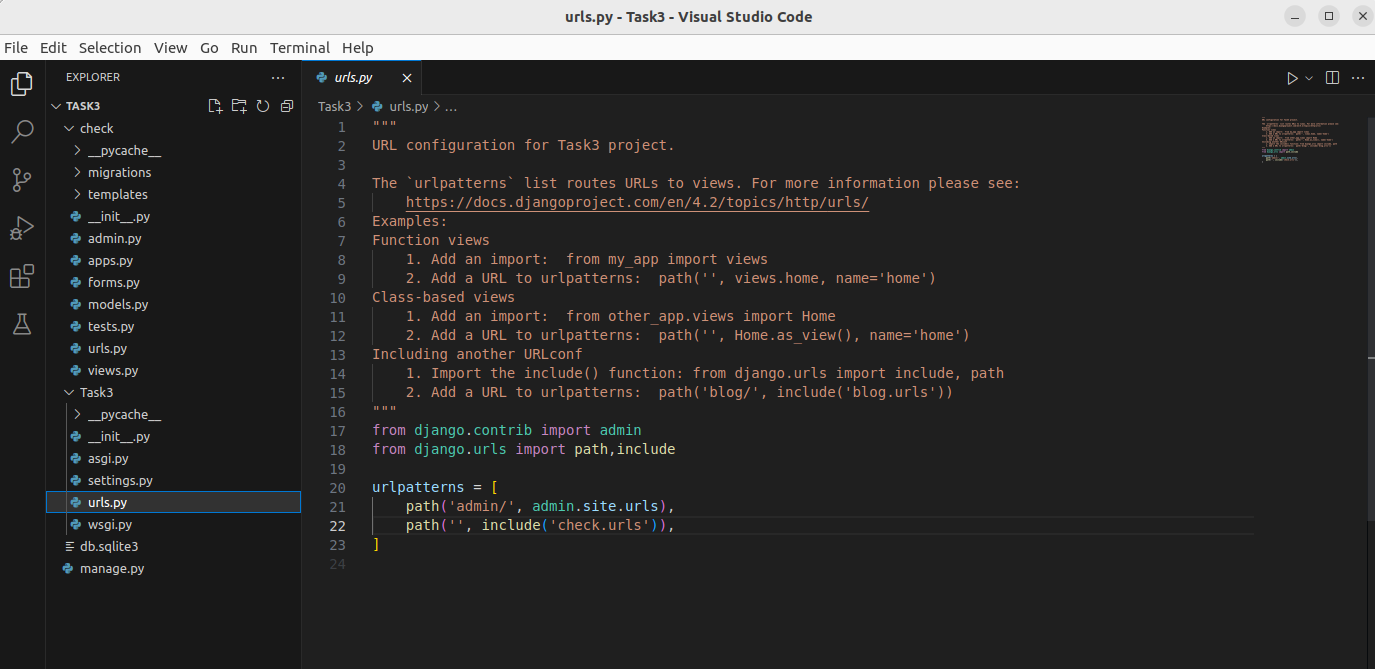 urls.py - Task3 - Visual Studio Code
File Edit Selection View Go Run Terminal Help
EXPLORER
TASK3
check
__pycache__
migrations
templates
__init__.py
admin.py
apps.py
forms.py
models.py
tests.py
urls.py
views.py
Task3
__pycache__
__init__.py
asgi.py
settings.py
urls.py
wsgi.py
db.sqlite3
manage.py
urls.py
Task3 > urls.py > ...
1 """
2 URL configuration for Task3 project.
3
4 The `urlpatterns` list routes URLs to views. For more information please see:
5     https://docs.djangoproject.com/en/4.2/topics/http/urls/
6 Examples:
7 Function views
8     1. Add an import:  from my_app import views
9     2. Add a URL to urlpatterns:  path('', views.home, name='home')
10 Class-based views
11     1. Add an import:  from other_app.views import Home
12     2. Add a URL to urlpatterns:  path('', Home.as_view(), name='home')
13 Including another URLconf
14     1. Import the include() function: from django.urls import include, path
15     2. Add a URL to urlpatterns:  path('blog/', include('blog.urls'))
16 """
17 from django.contrib import admin
18 from django.urls import path,include
19
20 urlpatterns = [
21     path('admin/', admin.site.urls),
22     path('', include('check.urls')),
23 ]
24